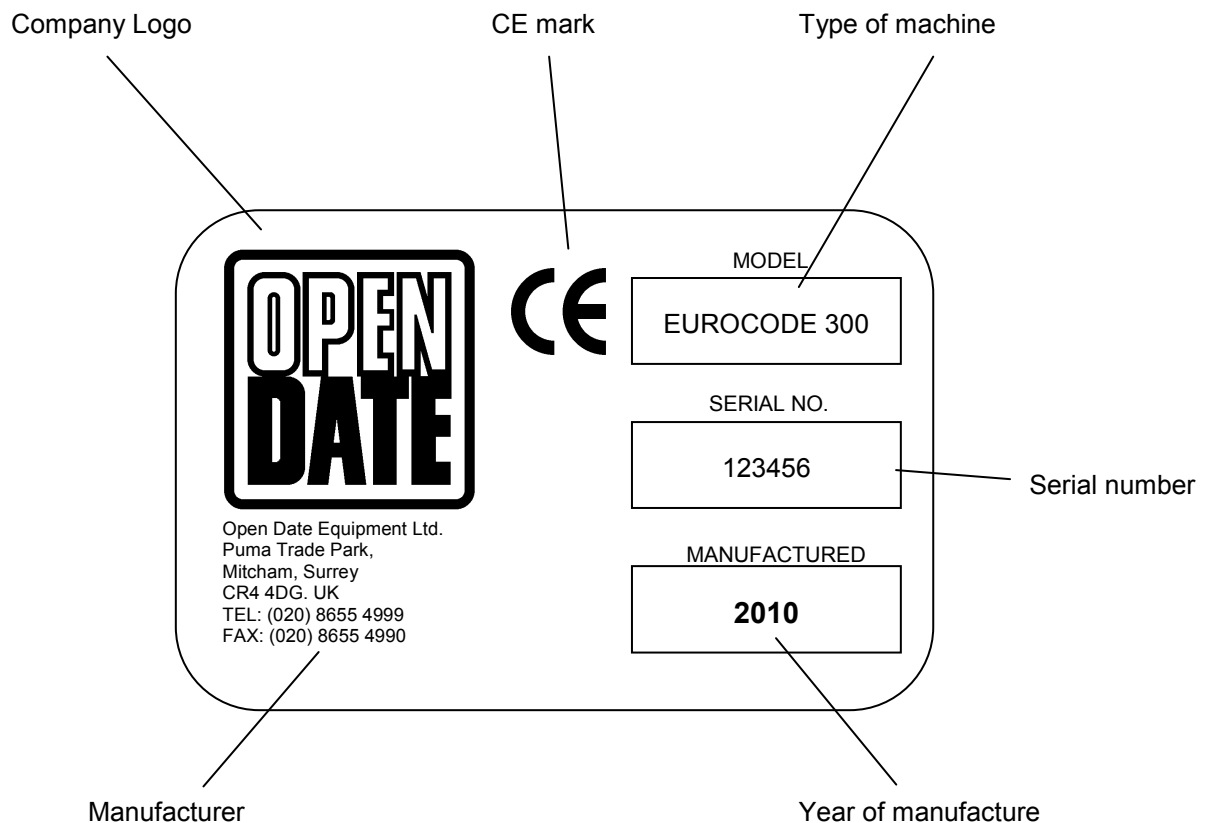 Company Logo
CE mark
Type of machine
OPEN
DATE
CE
MODEL
EUROCODE 300
SERIAL NO.
123456
Serial number
Open Date Equipment Ltd.
Puma Trade Park,
Mitcham, Surrey
CR4 4DG. UK
TEL: (020) 8655 4999
FAX: (020) 8655 4990
MANUFACTURED
2010
Manufacturer
Year of manufacture